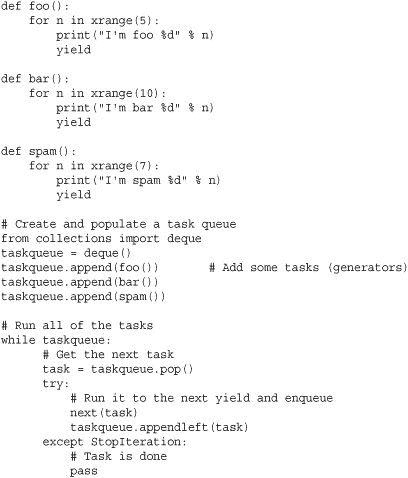 def foo():
    for n in xrange(5):
        print("I'm foo %d" % n)
        yield

def bar():
    for n in xrange(10):
        print("I'm bar %d" % n)
        yield

def spam():
    for n in xrange(7):
        print("I'm spam %d" % n)
        yield

# Create and populate a task queue
from collections import deque
taskqueue = deque()
taskqueue.append(foo())       # Add some tasks (generators)
taskqueue.append(bar())
taskqueue.append(spam())

# Run all of the tasks
while taskqueue:
      # Get the next task
      task = taskqueue.pop()
      try:
          # Run it to the next yield and enqueue
          next(task)
          taskqueue.appendleft(task)
      except StopIteration:
          # Task is done
          pass